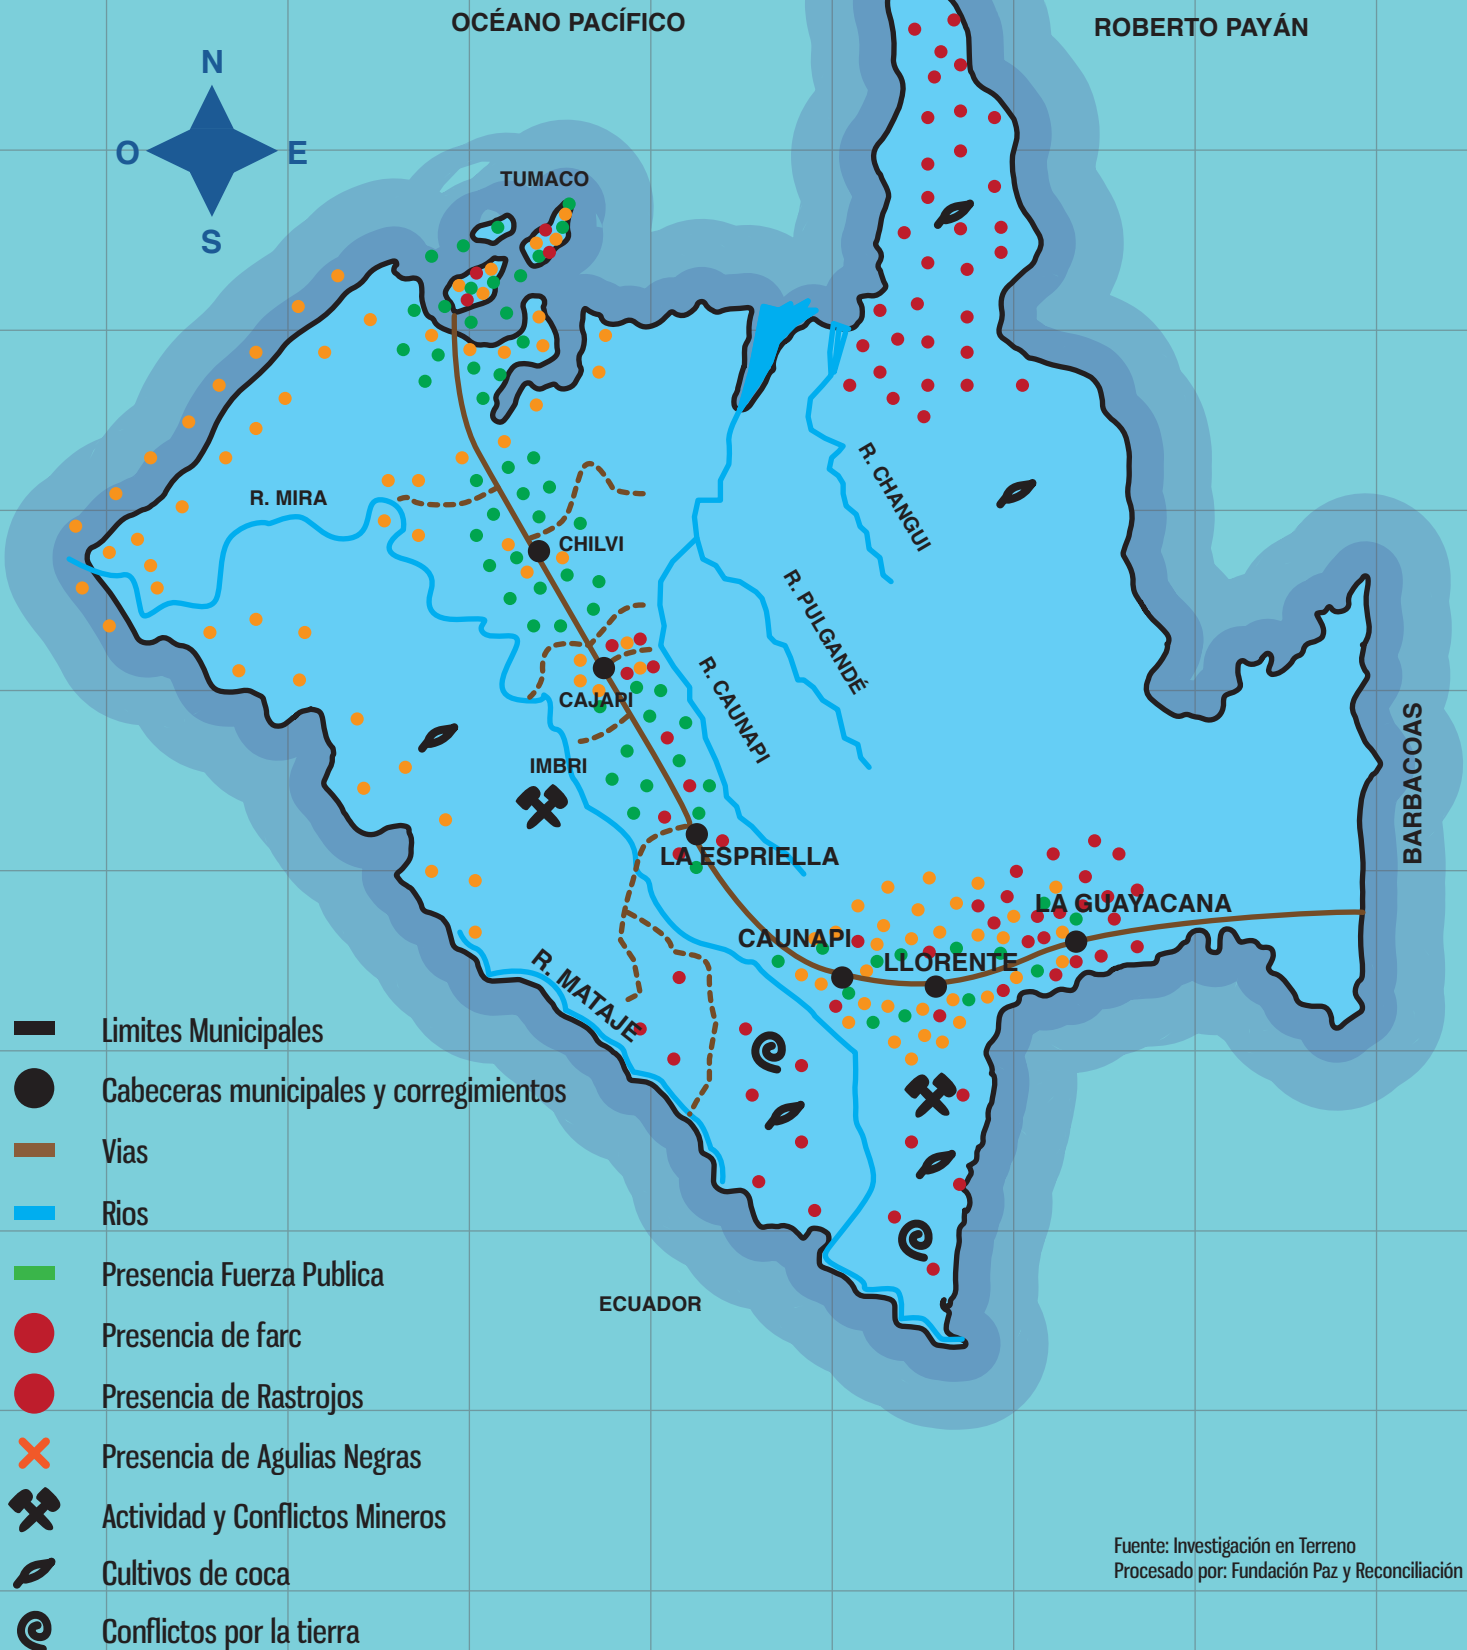 OCÉANO PACÍFICO
ROBERTO PAYÁN
N
O
E
S
TUMACO
R. MIRA
CHILVI
R. CHANGUI
R. PULGANDÉ
R. CAUNAPI
CAJAPI
IMBRI
BARBACOAS
LA ESPRIELLA
LA GUAYACANA
CAUNAPI
LLORENTE
R. MATAJE
ECUADOR
Limites Municipales
Cabeceras municipales y corregimientos
Vias
Rios
Presencia Fuerza Publica
Presencia de farc
Presencia de Rastrojos
Presencia de Agulias Negras
Actividad y Conflictos Mineros
Cultivos de coca
Conflictos por la tierra
Fuente: Investigación en Terreno
Procesado por: Fundación Paz y Reconciliación